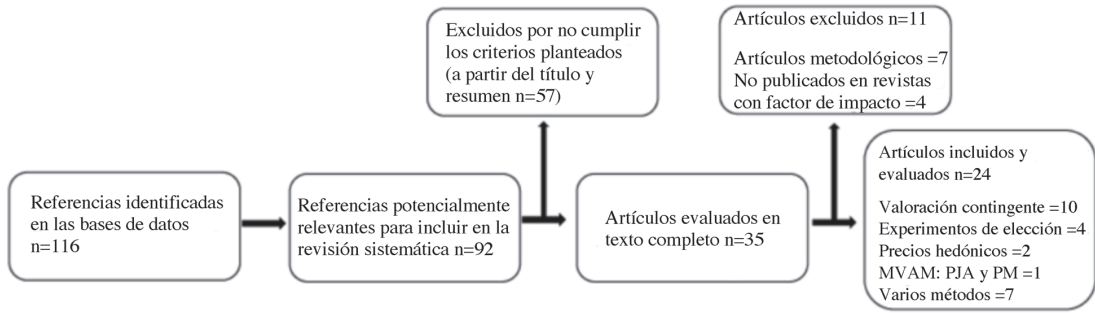 Referencias identificadas
en las bases de datos
n=116
Referencias potencialmente
relevantes para incluir en la
revisión sistemática n=92
Excluidos por no cumplir
los criterios planteados
(a partir del título y
resumen n=57)
Artículos evaluados en
texto completo n=35
Artículos excluidos n=11
Artículos metodológicos =7
No publicados en revistas
con factor de impacto =4
Artículos incluidos y
evaluados n=24
Valoración contingente =10
Experimentos de elección =4
Precios hedónicos =2
MVAM: PJA y PM =1
Varios métodos =7